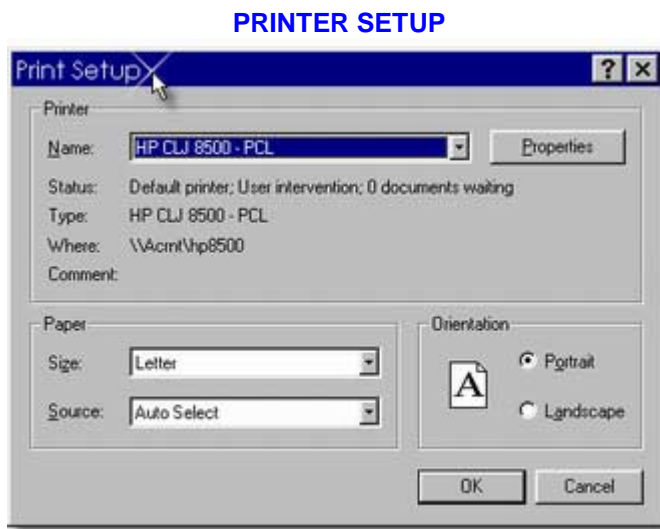 PRINTER SETUP
Print Setup
Printer
Name: HP CLJ 8500 - PCL Properties
Status: Default printer; User intervention; 0 documents waiting
Type: HP CLJ 8500 - PCL
Where: \\Acmt\hp8500
Comment:
Paper
Size: Letter
Source: Auto Select
Orientation
A
Portrait
Landscape
OK Cancel